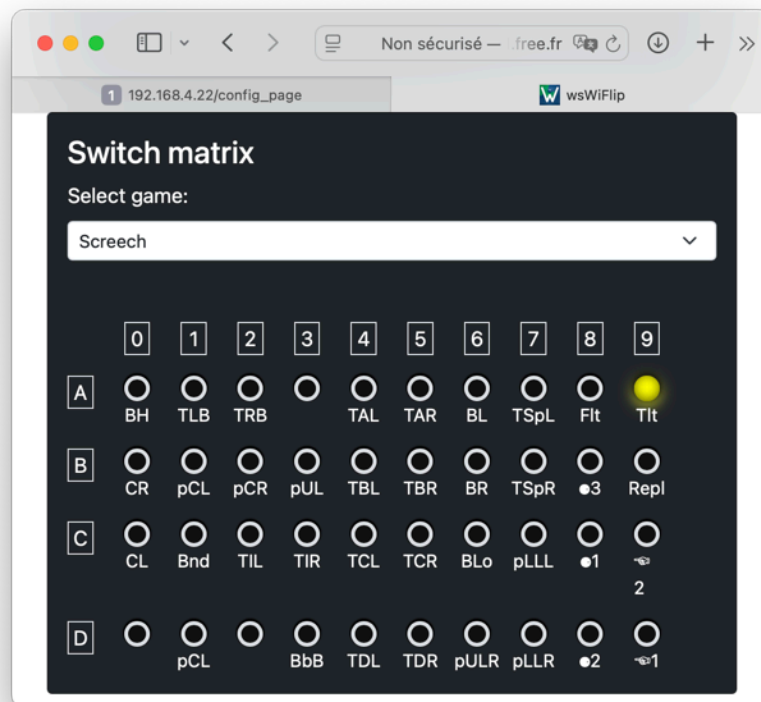 Non sécurisé — .free.fr
1 192.168.4.22/config_page
wsWiFlip
Switch matrix
Select game:
Screech
0 1 2 3 4 5 6 7 8 9
A
BH TLB TRB TAL TAR BL TSpL Flt Tlt
B
CR pCL pCR pUL TBL TBR BR TSpR ●3 Repl
C
CL Bnd TIL TIR TCL TCR BLo pLLL ●1 ☜
2
D
pCL BbB TDL TDR pULR pLLR ●2 ☜1